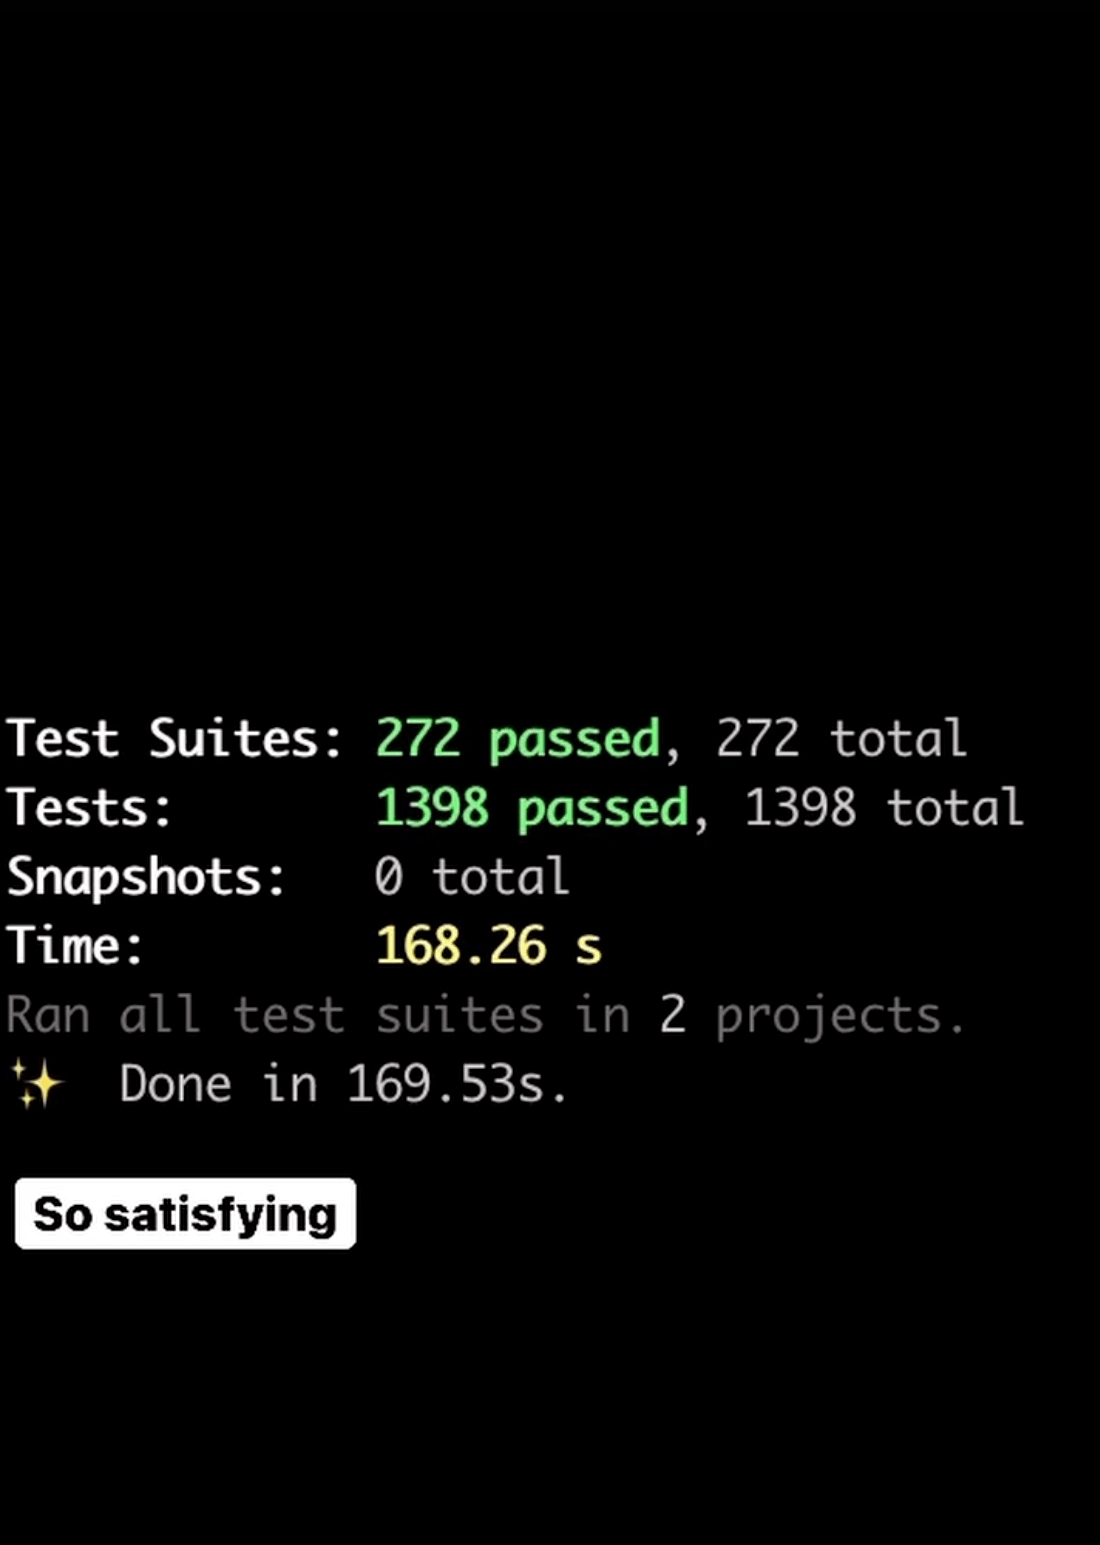 Test Suites: 272 passed, 272 total
Tests: 1398 passed, 1398 total
Snapshots: 0 total
Time: 168.26 s
Ran all test suites in 2 projects.
✨ Done in 169.53s.
So satisfying